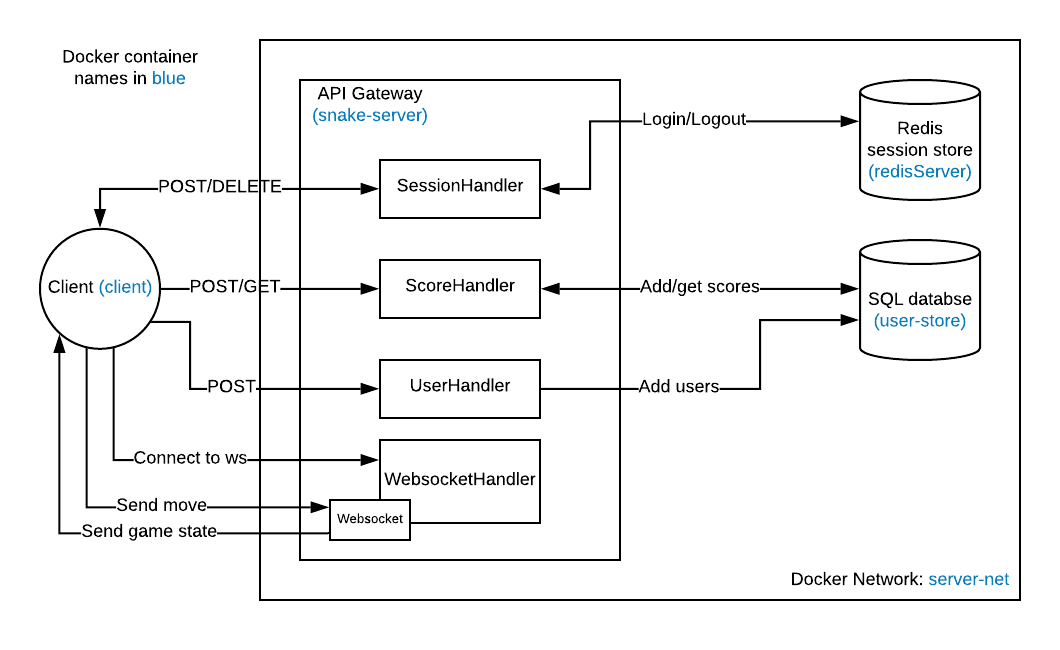 Docker container
names in blue
API Gateway
(snake-server)
Login/Logout
Redis
session store
(redisServer)
POST/DELETE
SessionHandler
Client (client)
POST/GET
ScoreHandler
Add/get scores
SQL databse
(user-store)
POST
UserHandler
Add users
Connect to ws
WebsocketHandler
Send move
Websocket
Send game state
Docker Network: server-net